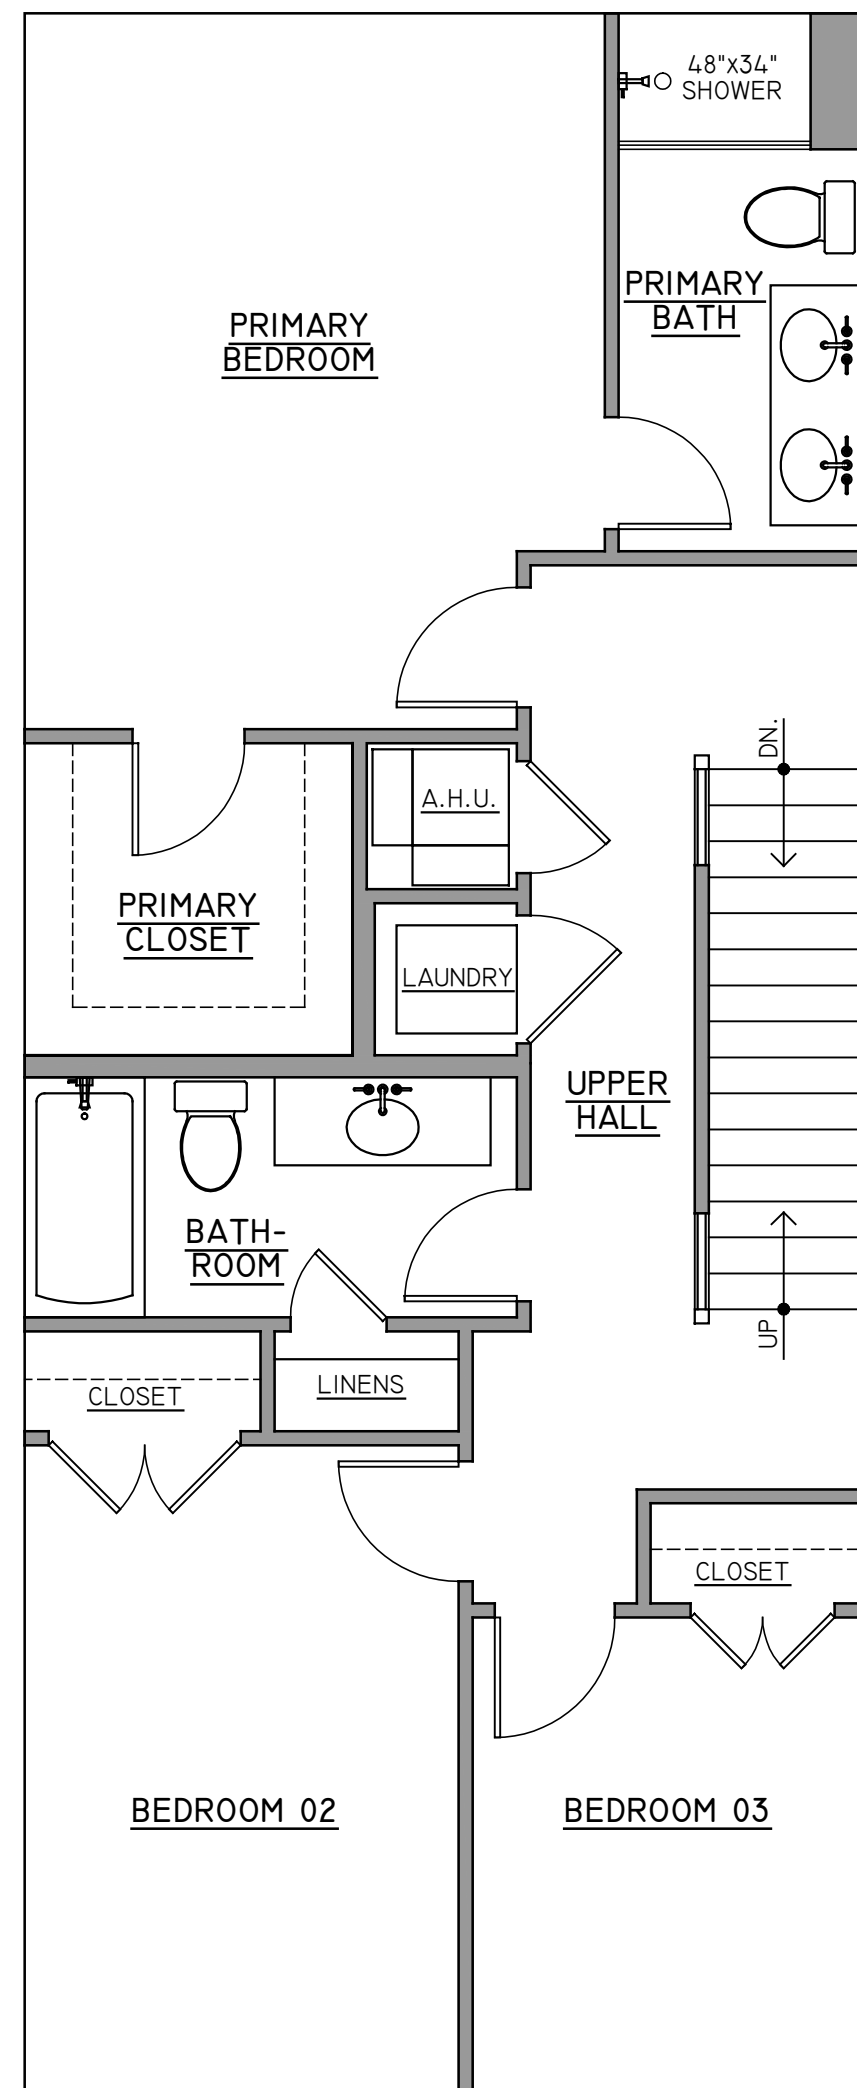 48"x34"
SHOWER
PRIMARY
BATH
PRIMARY
BEDROOM
DN.
A.H.U.
PRIMARY
CLOSET
LAUNDRY
UPPER
HALL
BATH-
ROOM
UP
CLOSET
LINENS
CLOSET
BEDROOM 02
BEDROOM 03